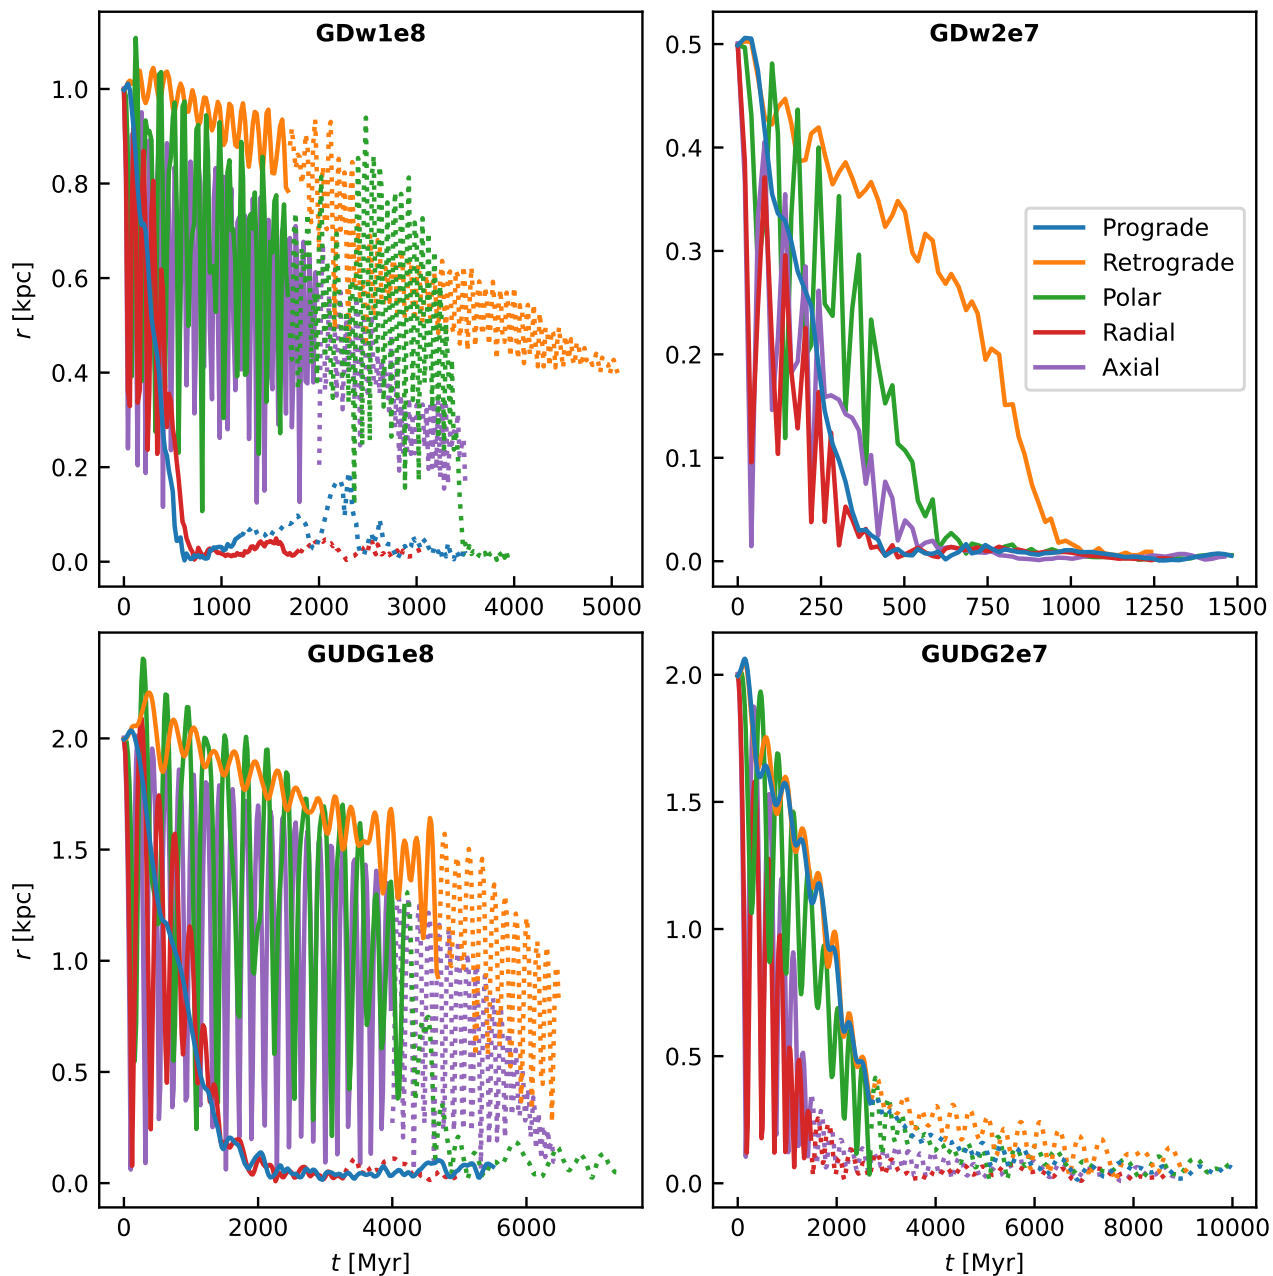 GDw1e8
1.0
0.8
0.6
0.4
0.2
0.0
r [kpc]
0 1000 2000 3000 4000 5000
GDw2e7
0.5
0.4
0.3
0.2
0.1
0.0
Prograde
Retrograde
Polar
Radial
Axial
0 250 500 750 1000 1250 1500
GUDG1e8
2.0
1.5
1.0
0.5
0.0
r [kpc]
0 2000 4000 6000
t [Myr]
GUDG2e7
2.0
1.5
1.0
0.5
0.0
0 2000 4000 6000 8000 10000
t [Myr]